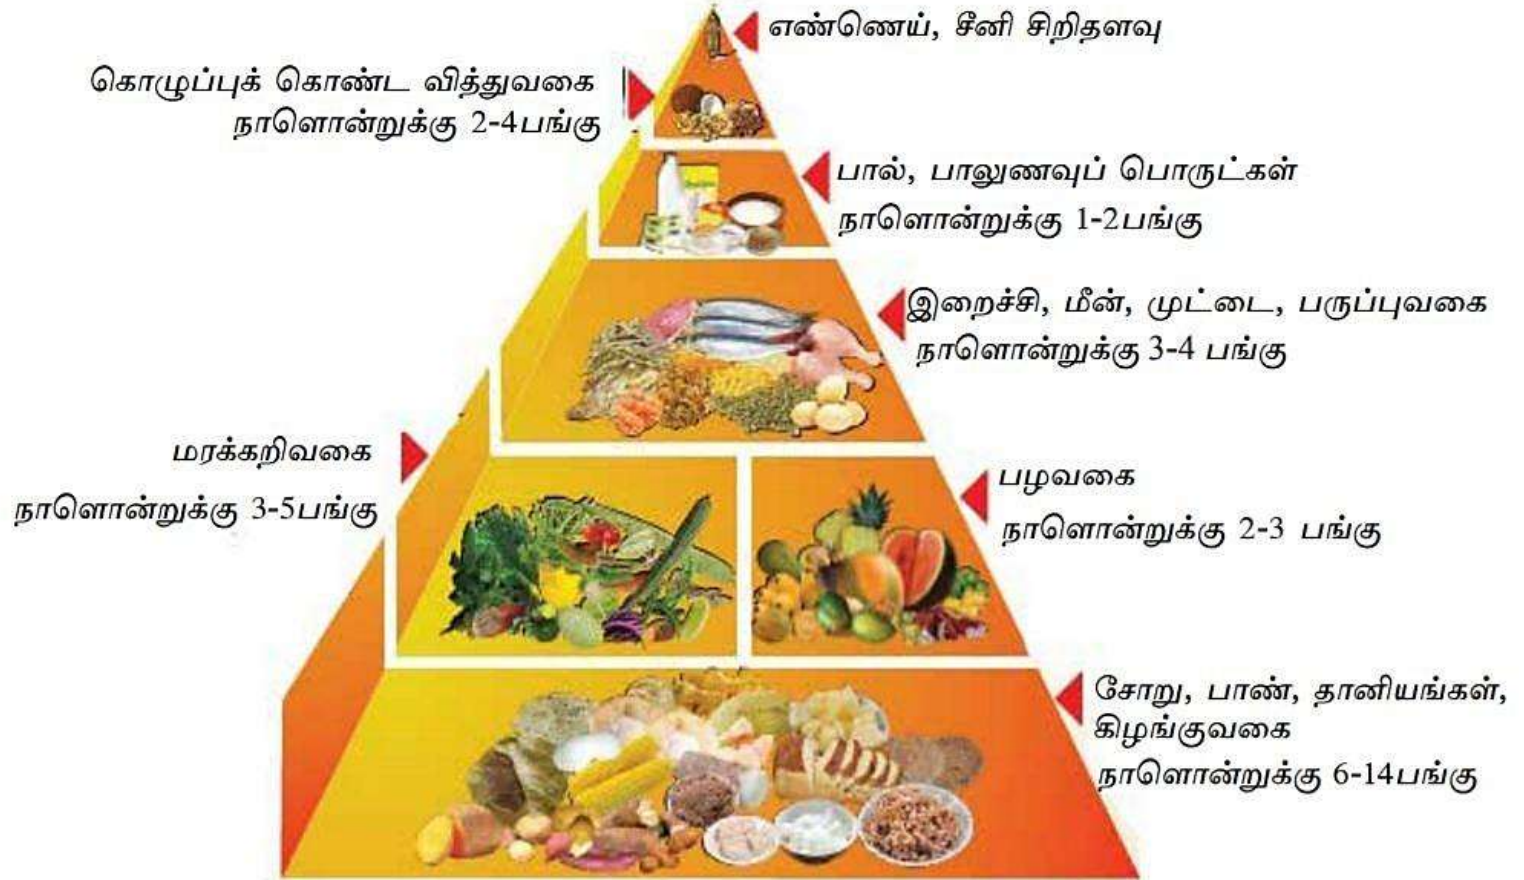 எண்ணெய், சீனி சிறிதளவு
கொழுப்புக் கொண்ட வித்துவகை
நாளொன்றுக்கு 2-4பங்கு
பால், பாலுணவுப் பொருட்கள்
நாளொன்றுக்கு 1-2பங்கு
இறைச்சி, மீன், முட்டை, பருப்புவகை
நாளொன்றுக்கு 3-4 பங்கு
மரக்கறிவகை
நாளொன்றுக்கு 3-5பங்கு
பழவகை
நாளொன்றுக்கு 2-3 பங்கு
சோறு, பாண், தானியங்கள்,
கிழங்குவகை
நாளொன்றுக்கு 6-14பங்கு